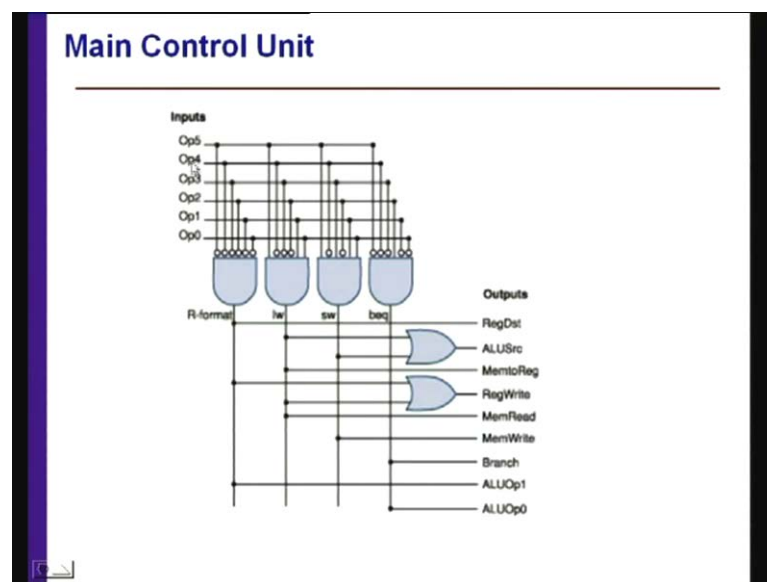 Main Control Unit
Inputs
Op5
Op4
Op3
Op2
Op1
Op0
R-format
lw
sw
beq
Outputs
RegDst
ALUSrc
MemtoReg
RegWrite
MemRead
MemWrite
Branch
ALUOp1
ALUOp0